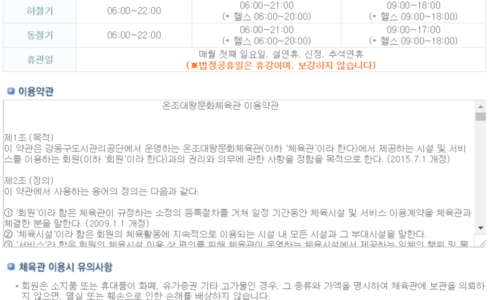 하절기 06:00~22:00 06:00~21:00 09:00~18:00
(* 헬스 06:00~20:00) (* 헬스 09:00~18:00)
동절기 06:00~22:00 06:00~21:00 09:00~17:00
(* 헬스 06:00~20:00) (* 헬스 09:00~18:00)
휴관일 매월 첫째 일요일, 설연휴, 신정, 추석연휴
(▣법정공휴일은 휴강이며, 보강하지 않습니다)
이용약관
온조대왕문화체육관 이용약관
제1조 (목적)
이 약관은 강동구도시관리공단에서 운영하는 온조대왕문화체육관(이하 '체육관'이라 한다)에서 제공하는 시설 및 서비
스를 이용하는 회원(이하 '회원'이라 한다)과의 권리와 의무에 관한 사항을 정함을 목적으로 한다. (2015.7.1 개정)
제2조 (정의)
이 약관에서 사용하는 용어의 정의는 다음과 같다.
① '회원'이라 함은 체육관이 규정하는 소정의 등록절차를 거쳐 일정 기간동안 체육시설 및 서비스 이용계약을 체육관과
체결한 분을 말한다. (2009.1.1 개정)
② '체육시설'이라 함은 회원의 체육활동에 지속적으로 이용되는 시설 내 모든 시설과 그 부대시설을 말한다.
③ '서비스'라 함은 회원의 체육시설 이용 상 편의를 위해 체육관이 운영하는 체육시설에서 제공하는 일체의 행위 및 물
체육관 이용시 유의사항
• 회원은 소지품 또는 휴대품이 화폐, 유가증권 기타 고가물인 경우, 그 종류와 가액을 명시하여 체육관에 보관을 의뢰하
지 않으면, 멸실 또는 훼손으로 인한 손해를 배상하지 않습니다.